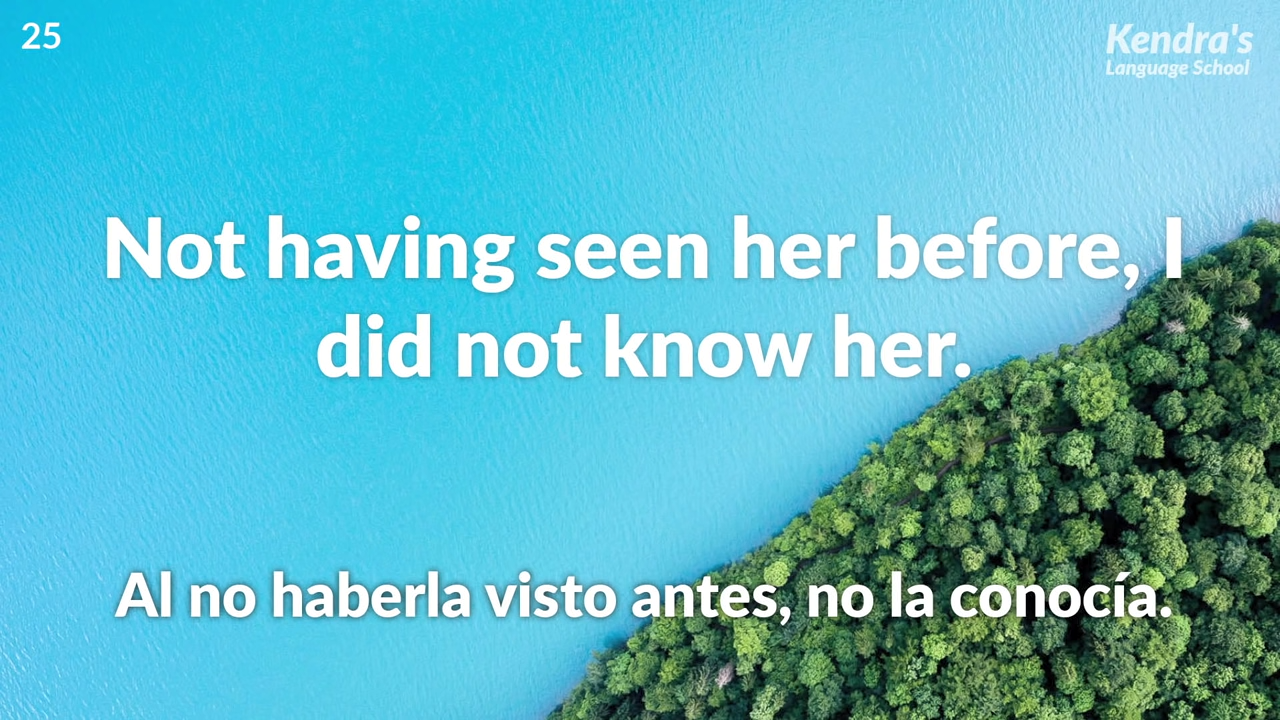 25
Kendra's
Language School
Not having seen her before, I
did not know her.
Al no haberla visto antes, no la conocía.